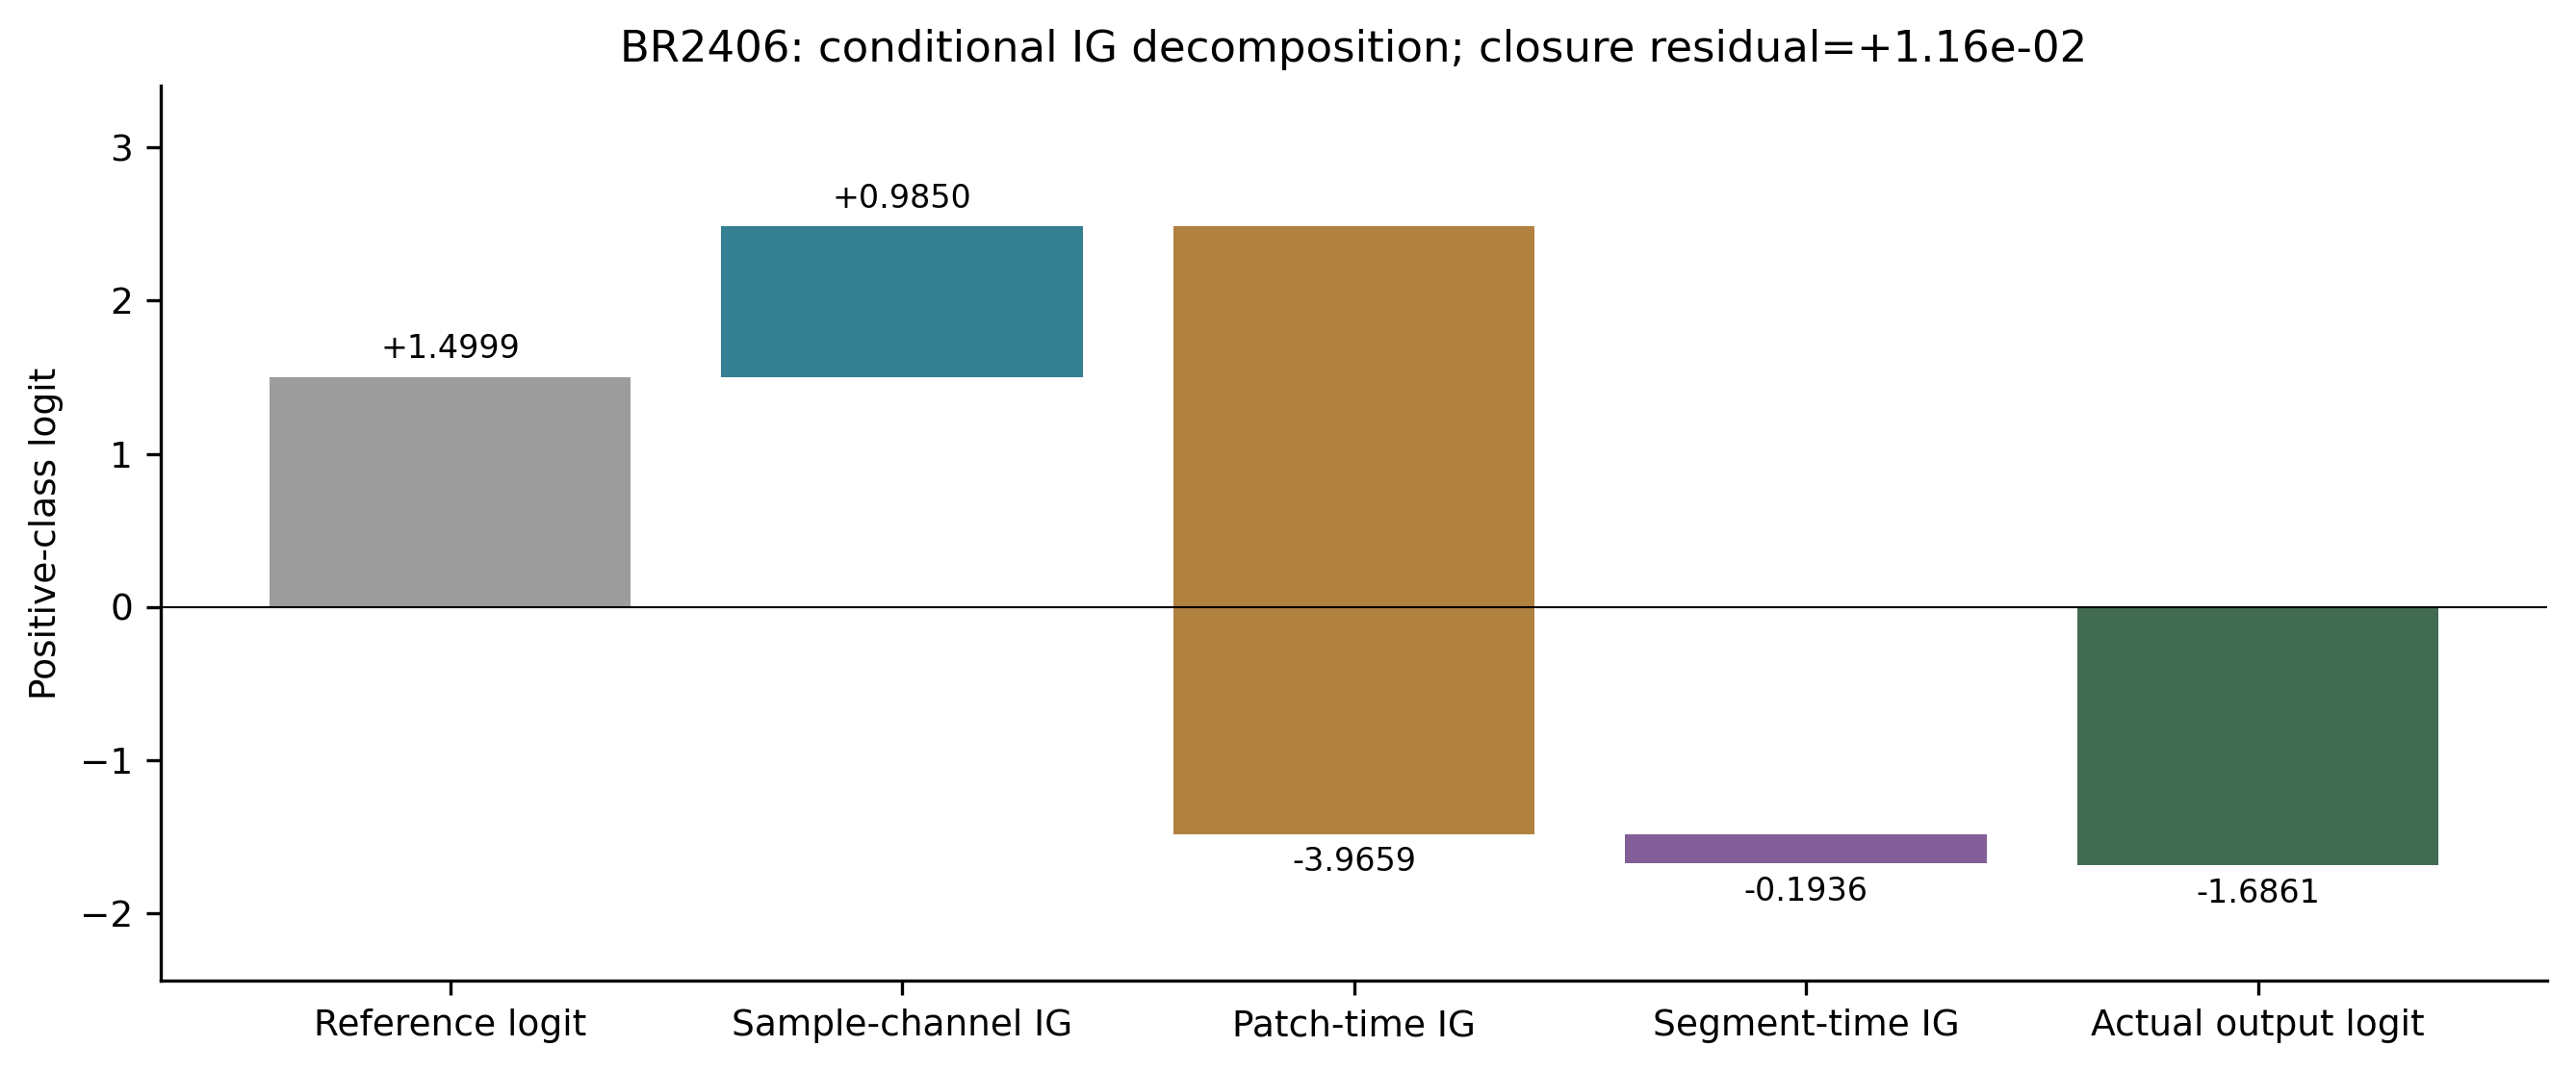 BR2406: conditional IG decomposition; closure residual=+1.16e-02
Positive-class logit
3
2
1
0
−1
−2
+1.4999
+0.9850
-3.9659
-0.1936
-1.6861
Reference logit
Sample-channel IG
Patch-time IG
Segment-time IG
Actual output logit